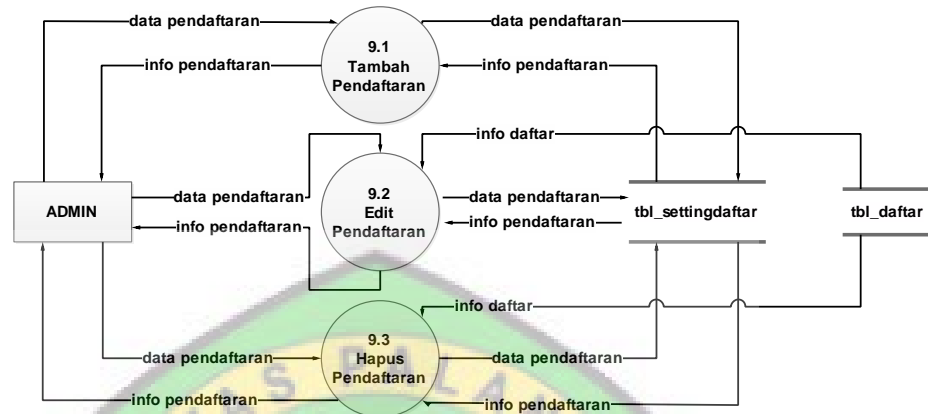 data pendaftaran
data pendaftaran
9.1
Tambah
Pendaftaran
info pendaftaran
info pendaftaran
info daftar
ADMIN
data pendaftaran
info pendaftaran
9.2
Edit
Pendaftaran
data pendaftaran
info pendaftaran
tbl_settingdaftar
tbl_daftar
info daftar
9.3
Hapus
Pendaftaran
data pendaftaran
data pendaftaran
info pendaftaran
info pendaftaran
AS PALA